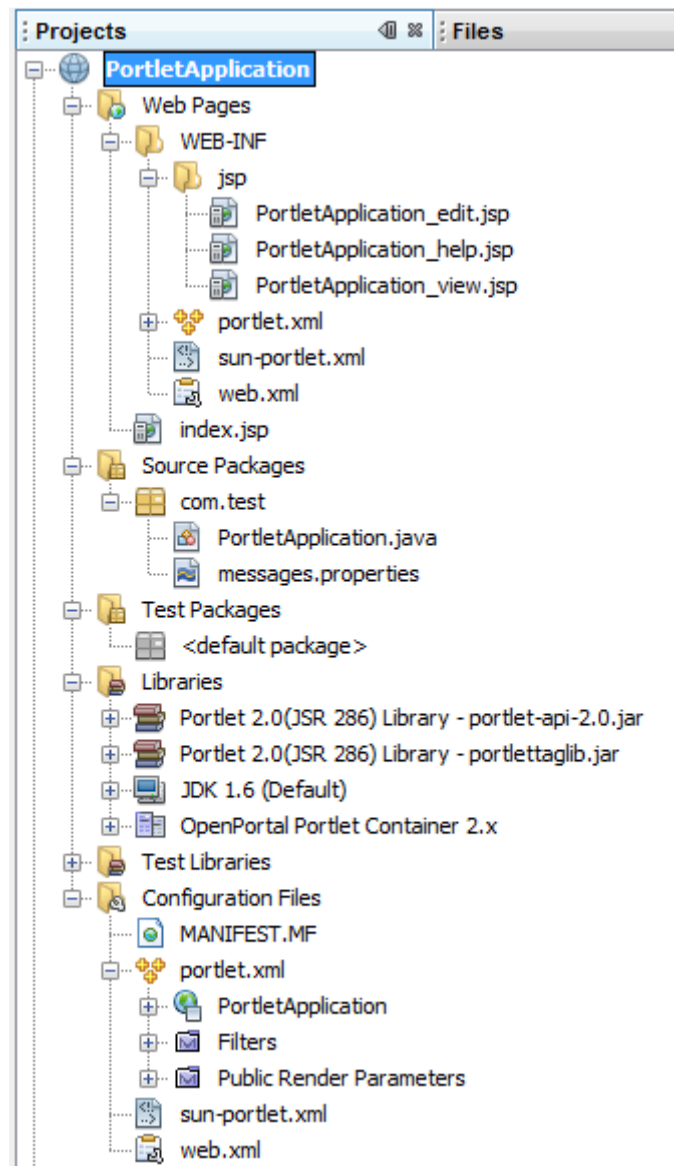 Projects Files
PortletApplication
Web Pages
WEB-INF
jsp
PortletApplication_edit.jsp
PortletApplication_help.jsp
PortletApplication_view.jsp
portlet.xml
sun-portlet.xml
web.xml
index.jsp
Source Packages
com.test
PortletApplication.java
messages.properties
Test Packages
<default package>
Libraries
Portlet 2.0(JSR 286) Library - portlet-api-2.0.jar
Portlet 2.0(JSR 286) Library - portlettaglib.jar
JDK 1.6 (Default)
OpenPortal Portlet Container 2.x
Test Libraries
Configuration Files
MANIFEST.MF
portlet.xml
PortletApplication
Filters
Public Render Parameters
sun-portlet.xml
web.xml